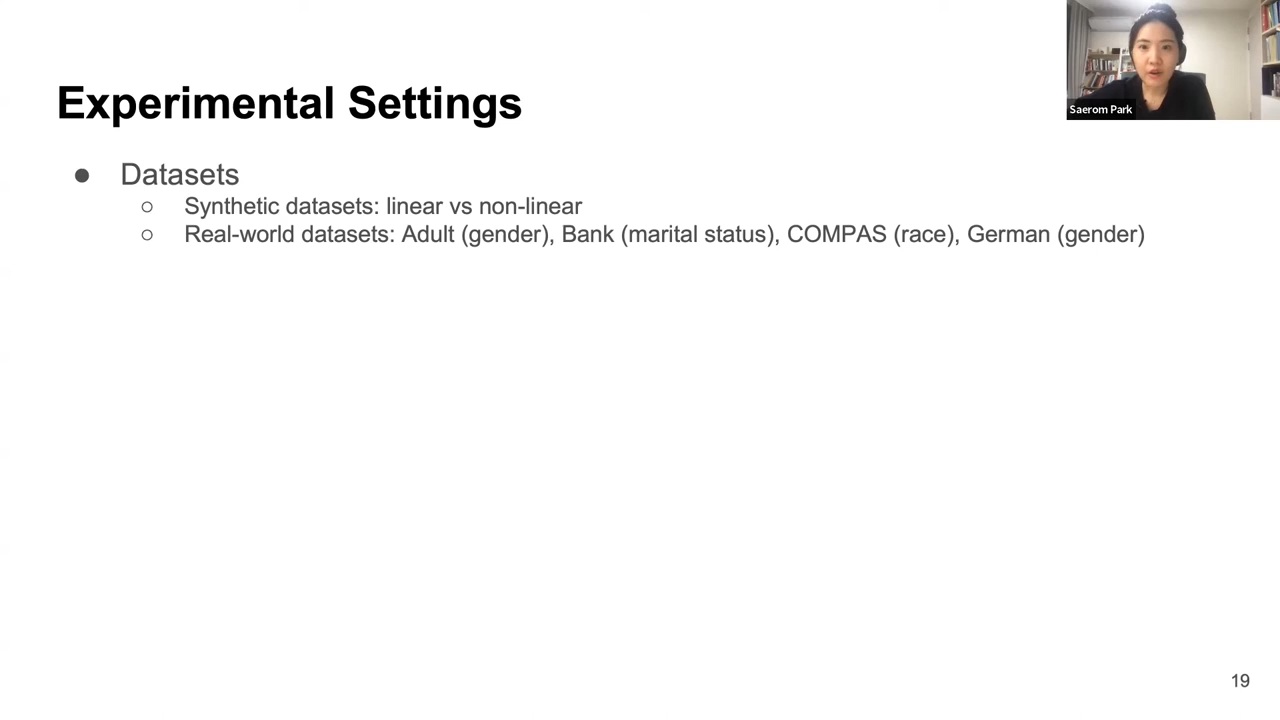 Saerom Park
Experimental Settings
● Datasets
○ Synthetic datasets: linear vs non-linear
○ Real-world datasets: Adult (gender), Bank (marital status), COMPAS (race), German (gender)
19